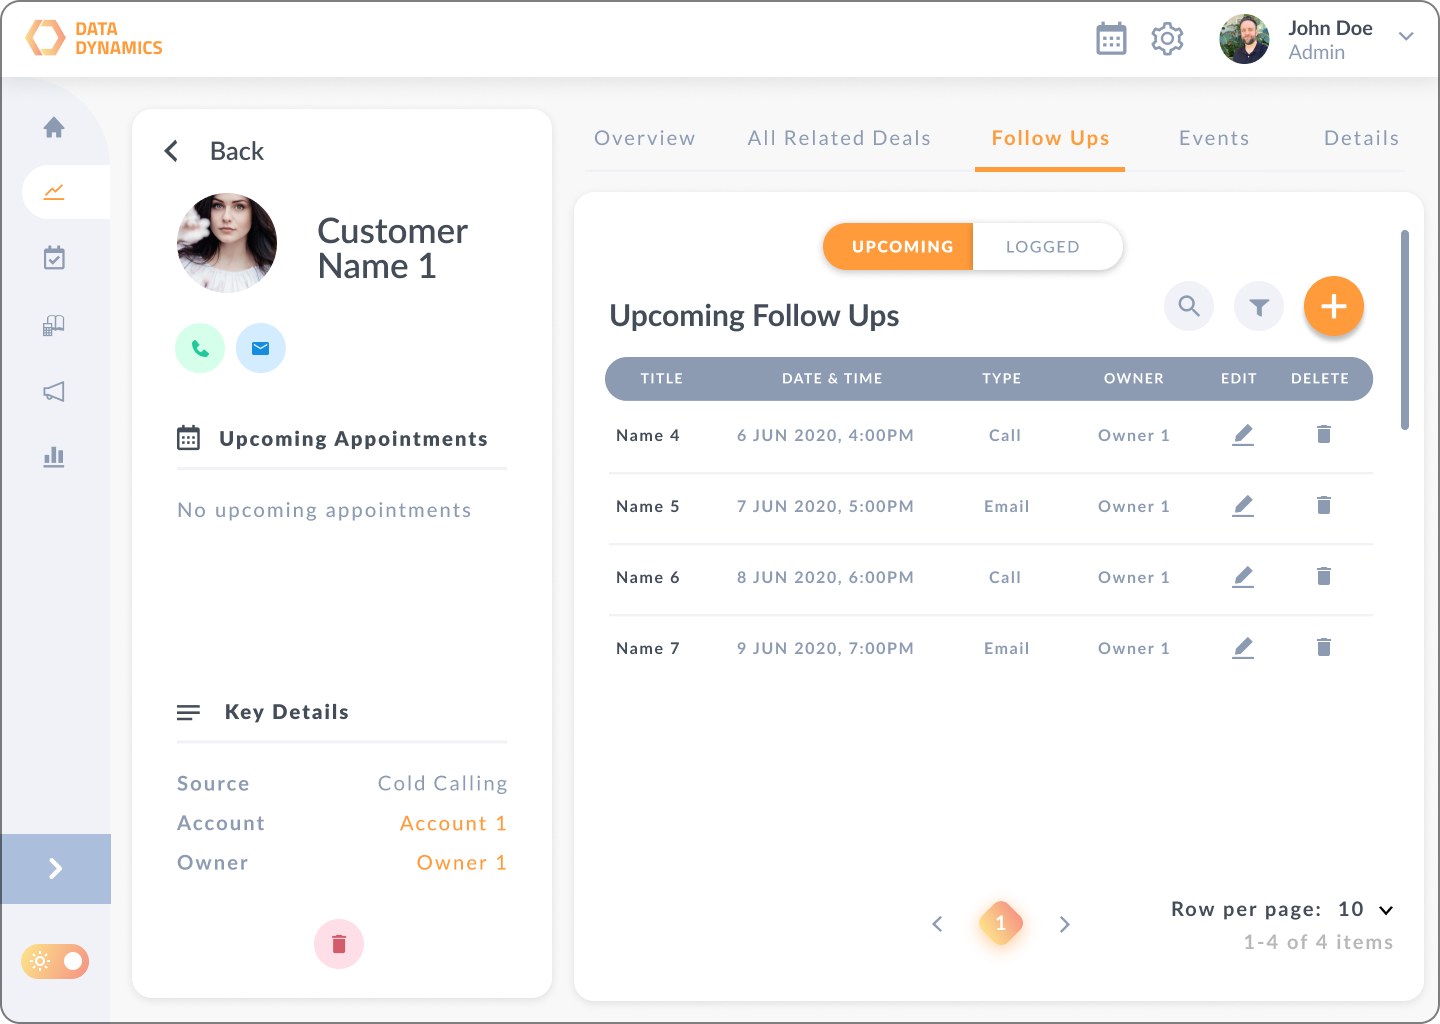 DATA
DYNAMICS
John Doe
Admin
Back
Customer
Name 1
Upcoming Appointments
No upcoming appointments
Key Details
Source Cold Calling
Account Account 1
Owner Owner 1
Overview All Related Deals Follow Ups Events Details
UPCOMING LOGGED
Upcoming Follow Ups
TITLE DATE & TIME TYPE OWNER EDIT DELETE
Name 4 6 JUN 2020, 4:00PM Call Owner 1
Name 5 7 JUN 2020, 5:00PM Email Owner 1
Name 6 8 JUN 2020, 6:00PM Call Owner 1
Name 7 9 JUN 2020, 7:00PM Email Owner 1
1
Row per page: 10
1-4 of 4 items